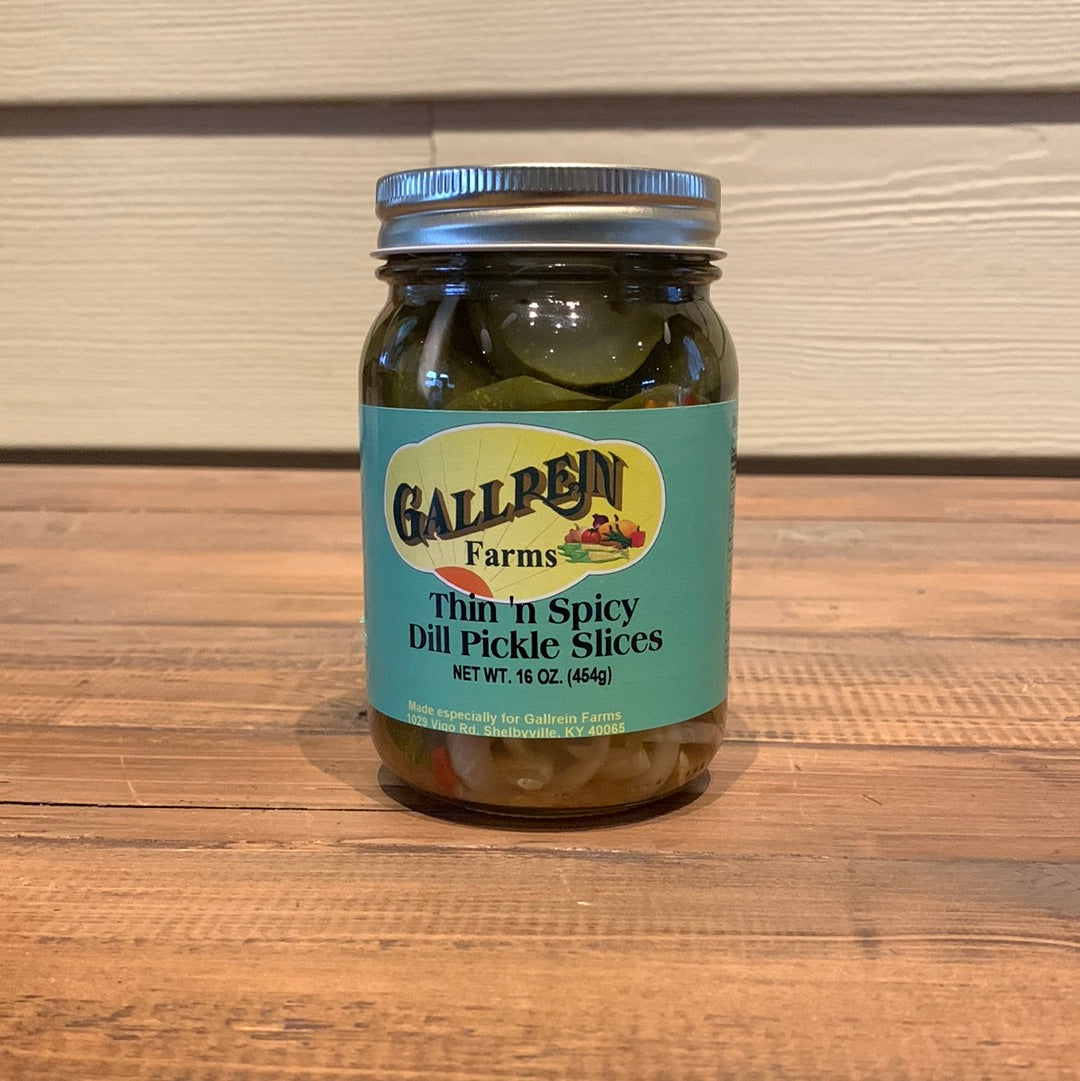 GALLREIN
Farms
Thin 'n Spicy
Dill Pickle Slices
NET WT. 16 OZ. (454g)
Made especially for Gallrein Farms
1029 Vigo Rd. Shelbyville, KY 40065